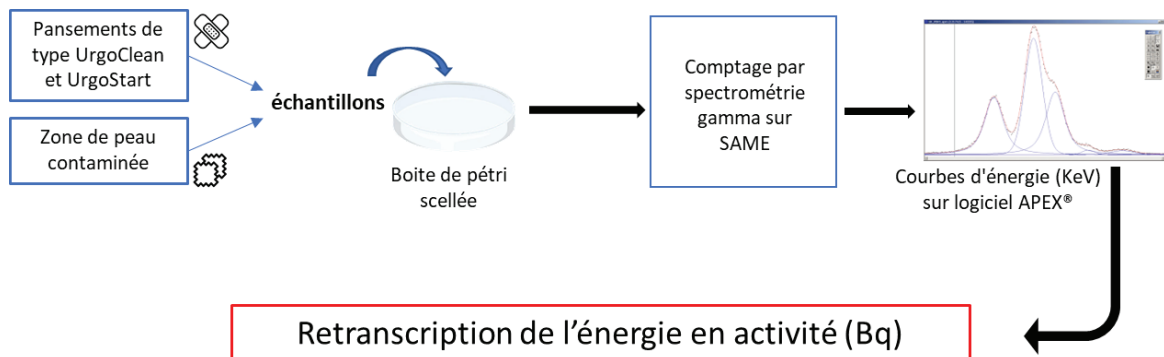 Pansements de
type UrgoClean
et UrgoStart
Zone de peau
contaminée
échantillons
Boite de pétri
scellée
Comptage par
spectrométrie
gamma sur
SAME
Courbes d'énergie (KeV)
sur logiciel APEX®
Retranscription de l’énergie en activité (Bq)